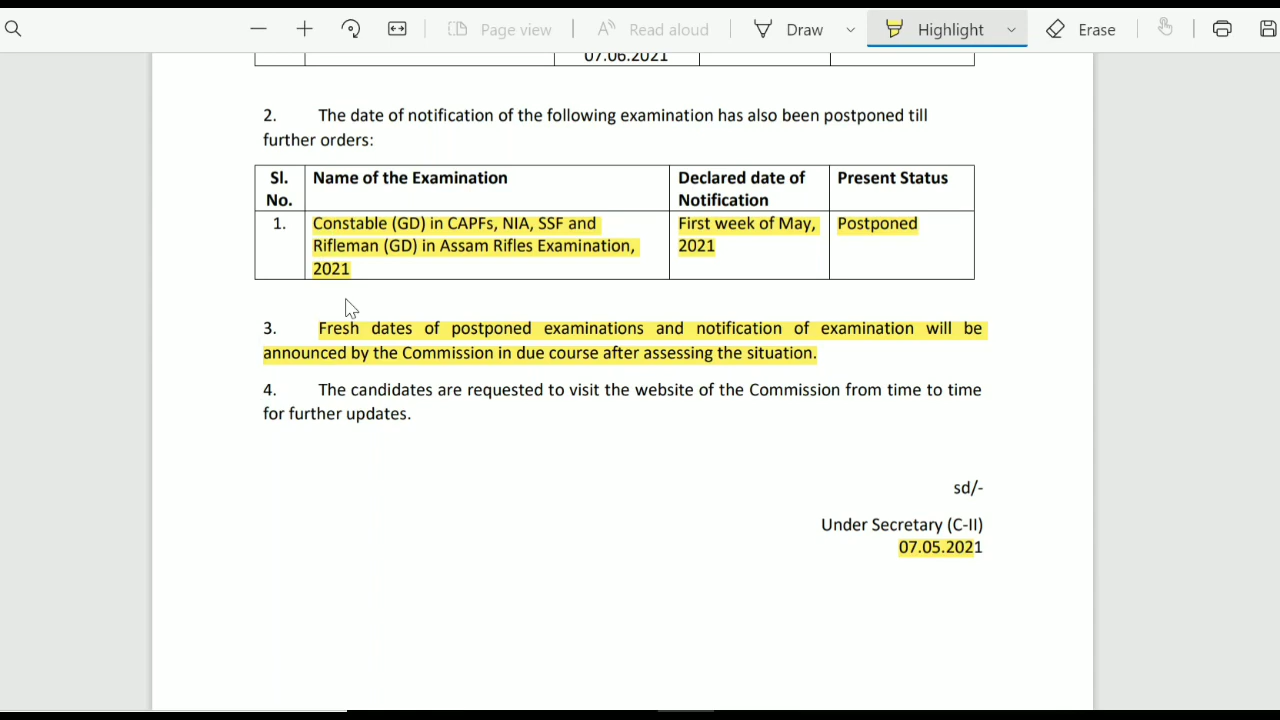 Page view
Read aloud
Draw
Highlight
Erase
07.06.2021
2. The date of notification of the following examination has also been postponed till
further orders:
Sl. No.
Name of the Examination
Declared date of
Notification
Present Status
1.
Constable (GD) in CAPFs, NIA, SSF and
Rifleman (GD) in Assam Rifles Examination,
2021
First week of May,
2021
Postponed
3. Fresh dates of postponed examinations and notification of examination will be
announced by the Commission in due course after assessing the situation.
4. The candidates are requested to visit the website of the Commission from time to time
for further updates.
sd/-
Under Secretary (C-II)
07.05.2021